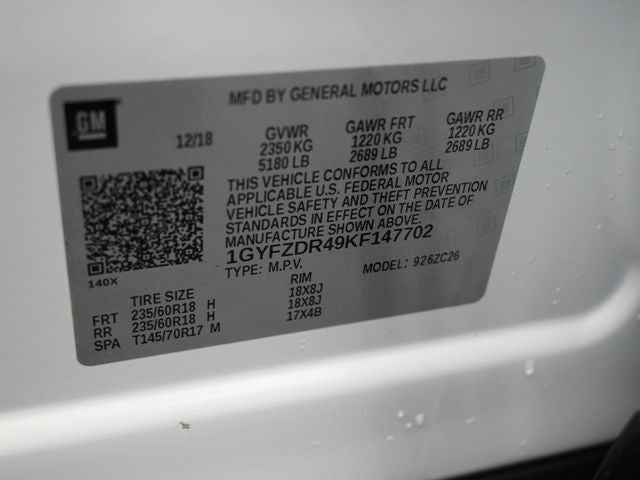 MFD BY GENERAL MOTORS LLC
GM
12/18 GVWR GAWR FRT GAWR RR
2350 KG 1220 KG 1220 KG
5180 LB 2689 LB 2689 LB
THIS VEHICLE CONFORMS TO ALL
APPLICABLE U.S. FEDERAL MOTOR
VEHICLE SAFETY AND THEFT PREVENTION
STANDARDS IN EFFECT ON THE DATE OF
MANUFACTURE SHOWN ABOVE.
1GYFZDR49KF147702
140X
TYPE: M.P.V. MODEL: 926ZC26
TIRE SIZE RIM
FRT 235/60R18 H 18X8J
RR 235/60R18 H 18X8J
SPA T145/70R17 M 17X4B